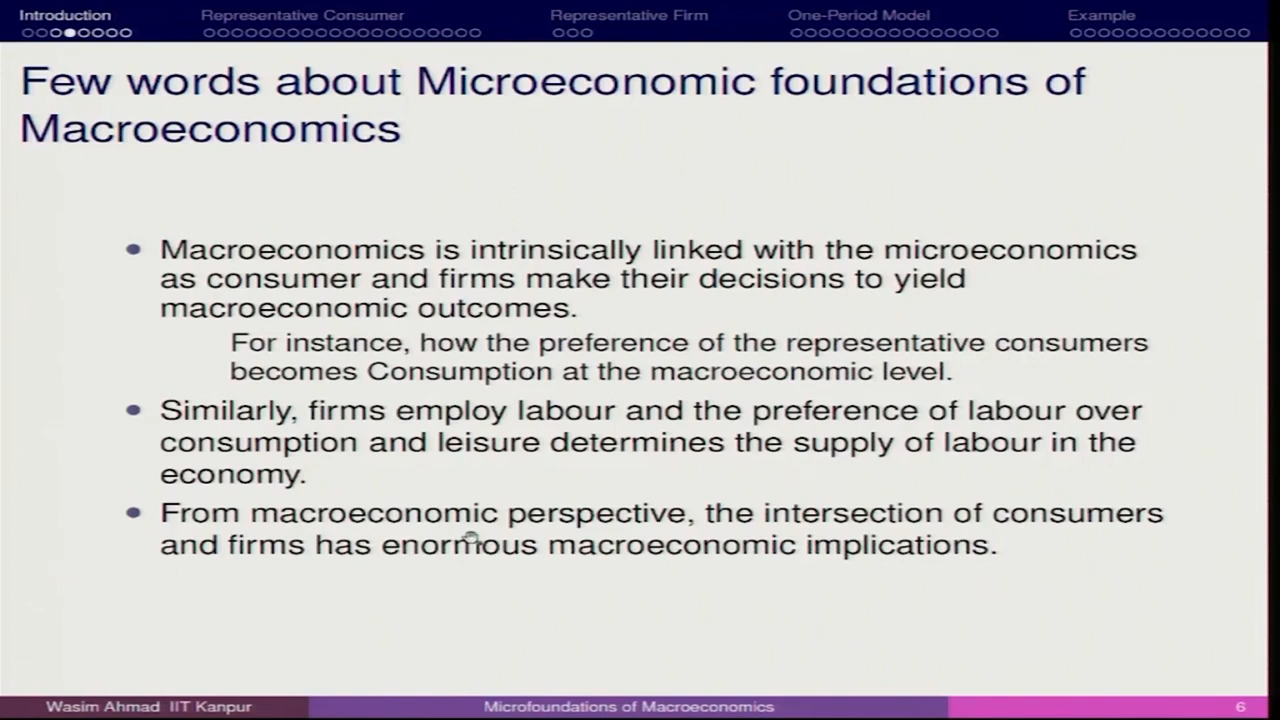 Introduction Representative Consumer Representative Firm One-Period Model Example
Few words about Microeconomic foundations of
Macroeconomics
Macroeconomics is intrinsically linked with the microeconomics
as consumer and firms make their decisions to yield
macroeconomic outcomes.
For instance, how the preference of the representative consumers
becomes Consumption at the macroeconomic level.
Similarly, firms employ labour and the preference of labour over
consumption and leisure determines the supply of labour in the
economy.
From macroeconomic perspective, the intersection of consumers
and firms has enormous macroeconomic implications.
Wasim Ahmad IIT Kanpur Microfoundations of Macroeconomics 6